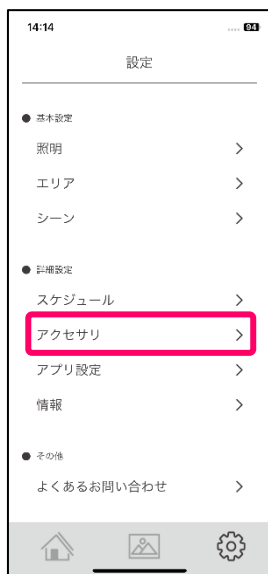 14:14
94
設定
● 基本設定
照明
エリア
シーン
● 詳細設定
スケジュール
アクセサリ
アプリ設定
情報
● その他
よくあるお問い合わせ